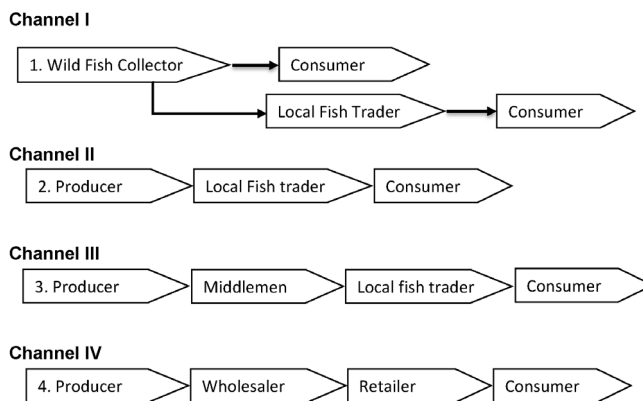 Channel I
1. Wild Fish Collector Consumer
Local Fish Trader Consumer
Channel II
2. Producer Local Fish trader Consumer
Channel III
3. Producer Middlemen Local fish trader Consumer
Channel IV
4. Producer Wholesaler Retailer Consumer